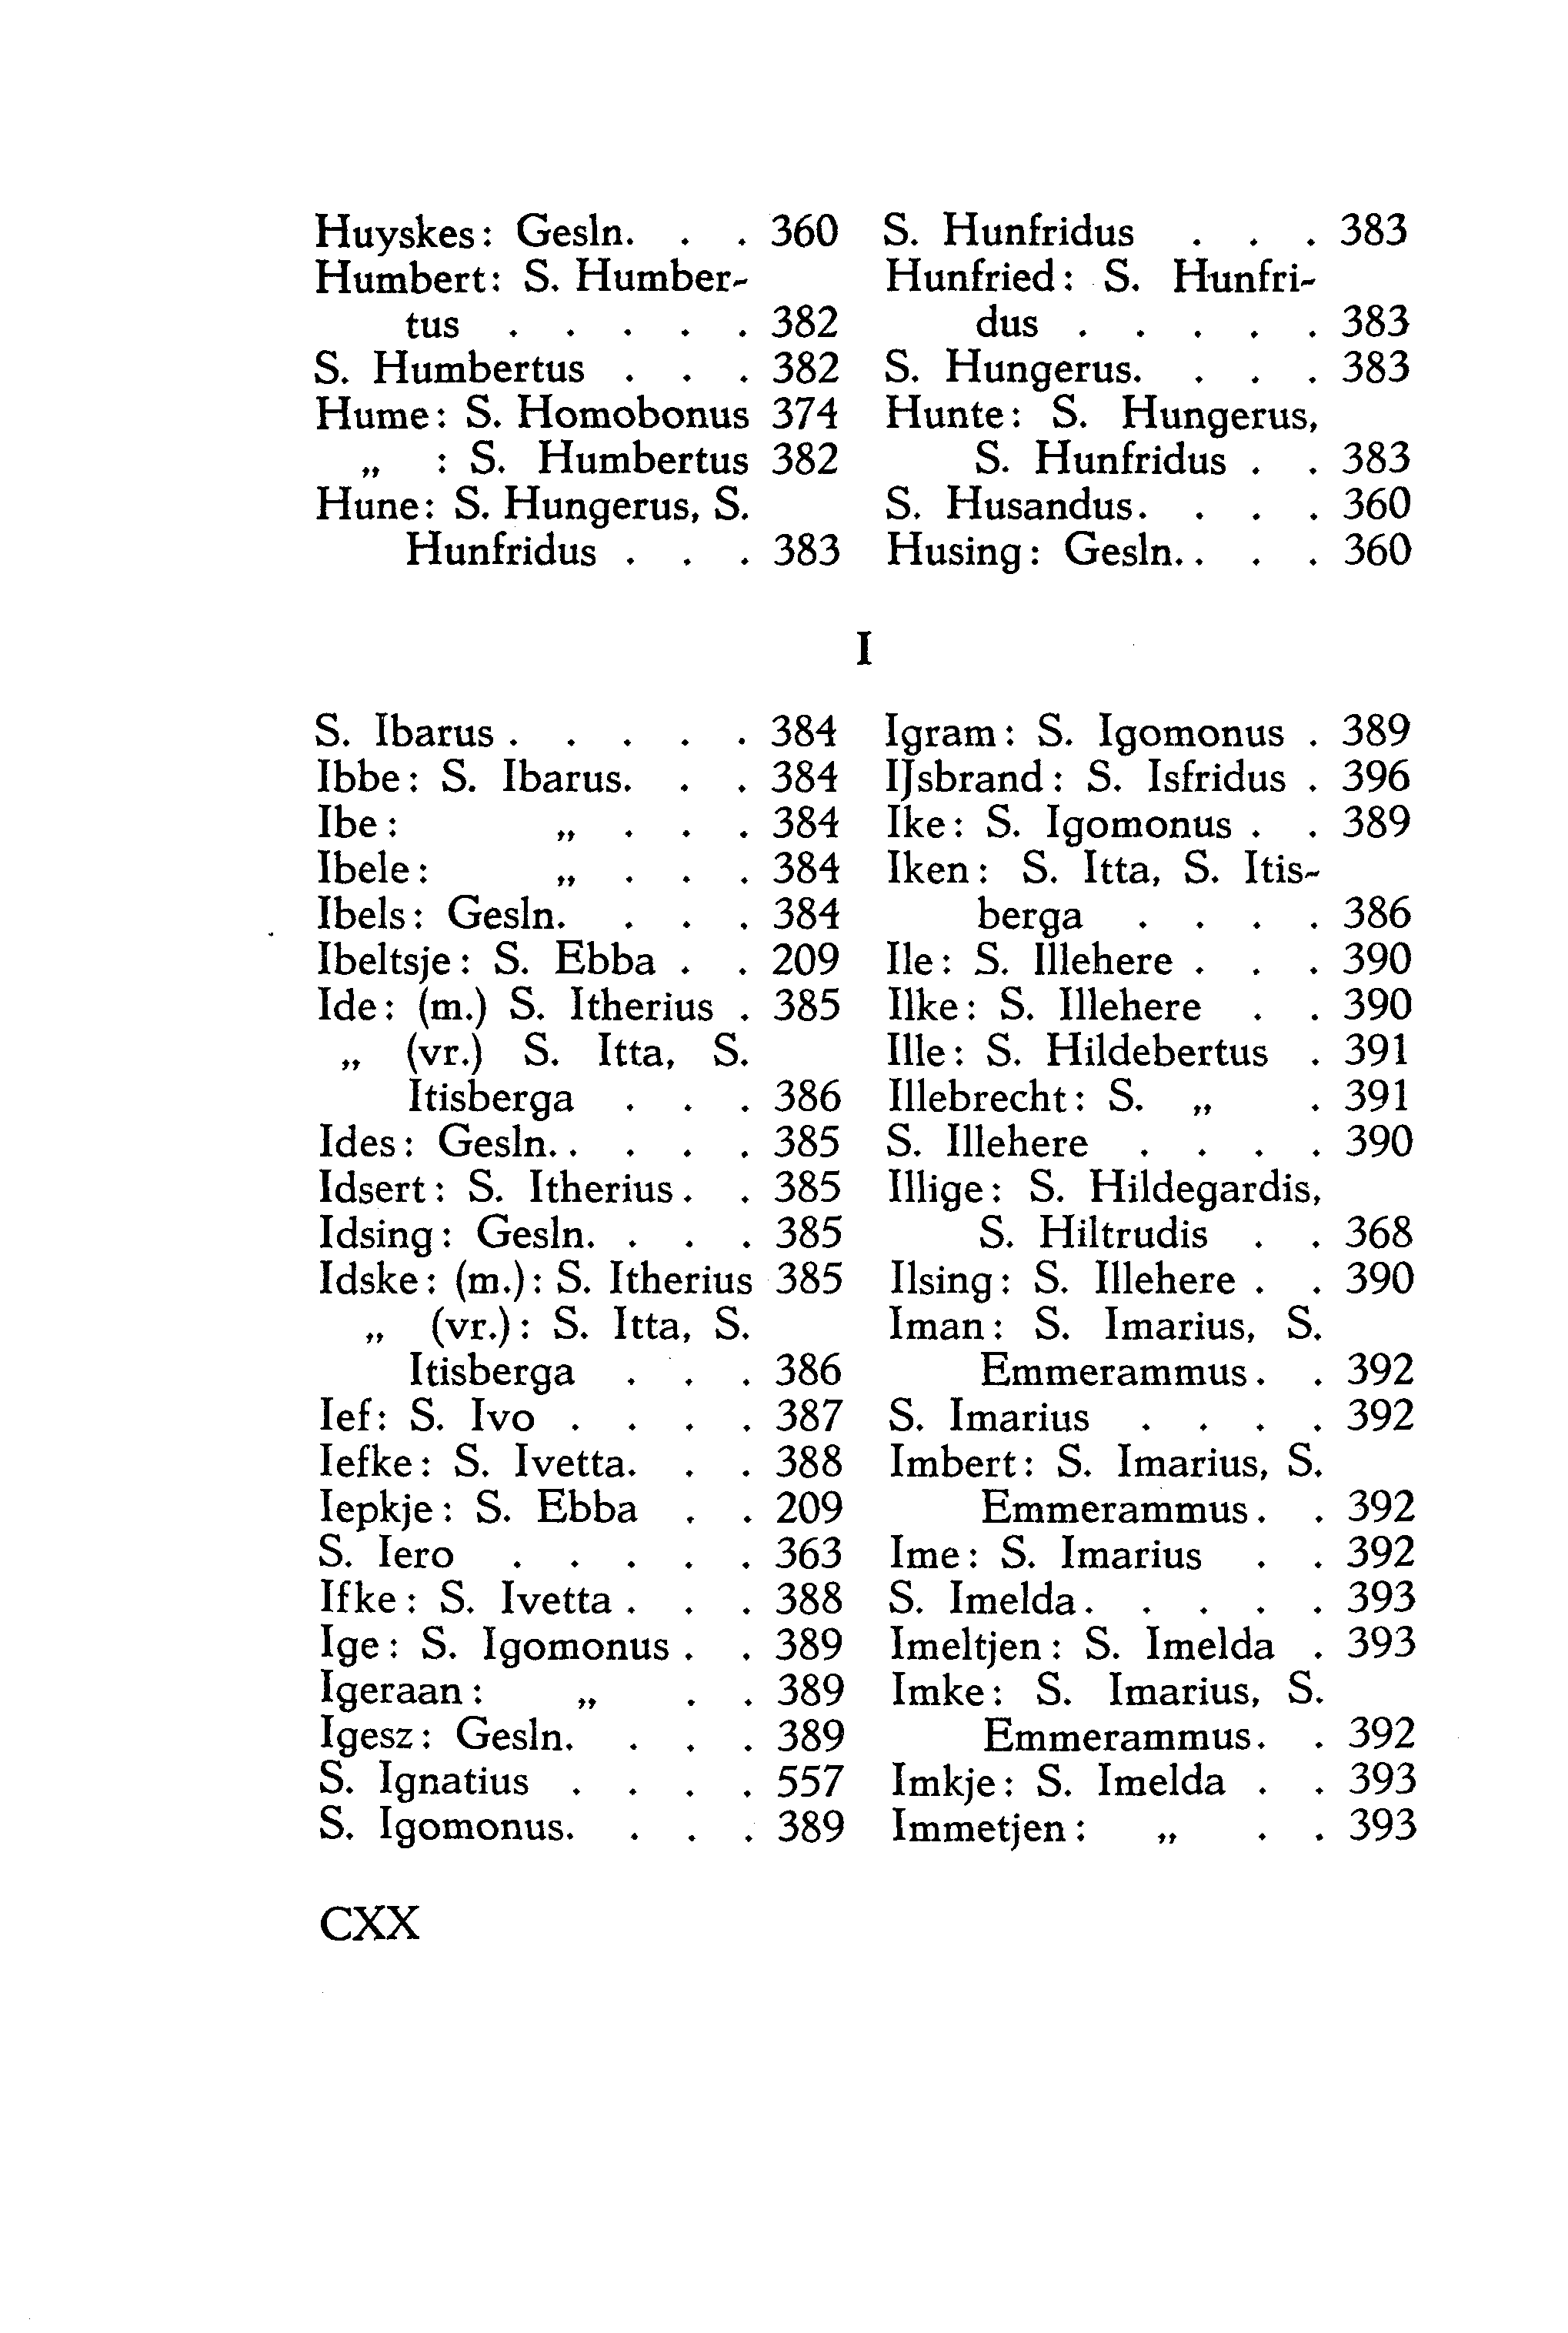 Huyskes: Gesln. . . 360
Humbert: S. Humber-
tus . . . . . 382
S. Humbertus . . . 382
Hume: S. Homobonus 374
„ : S. Humbertus 382
Hune: S. Hungerus, S.
Hunfridus . . . 383
S. Hunfridus . . . 383
Hunfried: S. Hunfri-
dus . . . . . 383
S. Hungerus. . . . 383
Hunte: S. Hungerus,
S. Hunfridus . . 383
S. Husandus. . . . 360
Husing: Gesln. . . . 360
I
S. Ibarus . . . . . 384
Ibbe: S. Ibarus. . . 384
Ibe: „ . . . 384
Ibele: „ . . . 384
Ibels: Gesln. . . . 384
Ibeltsje: S. Ebba . . 209
Ide: (m.) S. Itherius . 385
„ (vr.) S. Itta, S.
Itisberga . . . 386
Ides: Gesln. . . . . 385
Idsert: S. Itherius . . 385
Idsing: Gesln. . . . 385
Idske: (m.): S. Itherius 385
„ (vr.): S. Itta, S.
Itisberga . . . 386
Ief: S. Ivo . . . . 387
Iefke: S. Ivetta. . . 388
Iepkje: S. Ebba . . 209
S. Iero . . . . . 363
Ifke: S. Ivetta . . . 388
Ige: S. Igomonus . . 389
Igeraan: „ . . 389
Igesz: Gesln. . . . 389
S. Ignatius . . . . 557
S. Igomonus. . . . 389
Igram: S. Igomonus . 389
IJsbrand: S. Isfridus . 396
Ike: S. Igomonus . . 389
Iken: S. Itta, S. Itis-
berga . . . . 386
Ile: S. Illehere . . . 390
Ilke: S. Illehere . . 390
Ille: S. Hildebertus . 391
Illebrecht: S. „ . 391
S. Illehere . . . . 390
Illige: S. Hildegardis,
S. Hiltrudis . . 368
Ilsing: S. Illehere . . 390
Iman: S. Imarius, S.
Emmerammus. . 392
S. Imarius . . . . 392
Imbert: S. Imarius, S.
Emmerammus. . 392
Ime: S. Imarius . . 392
S. Imelda. . . . . 393
Imeltjen: S. Imelda . 393
Imke: S. Imarius, S.
Emmerammus. . 392
Imkje: S. Imelda . . 393
Immetjen: „ . . 393
CXX